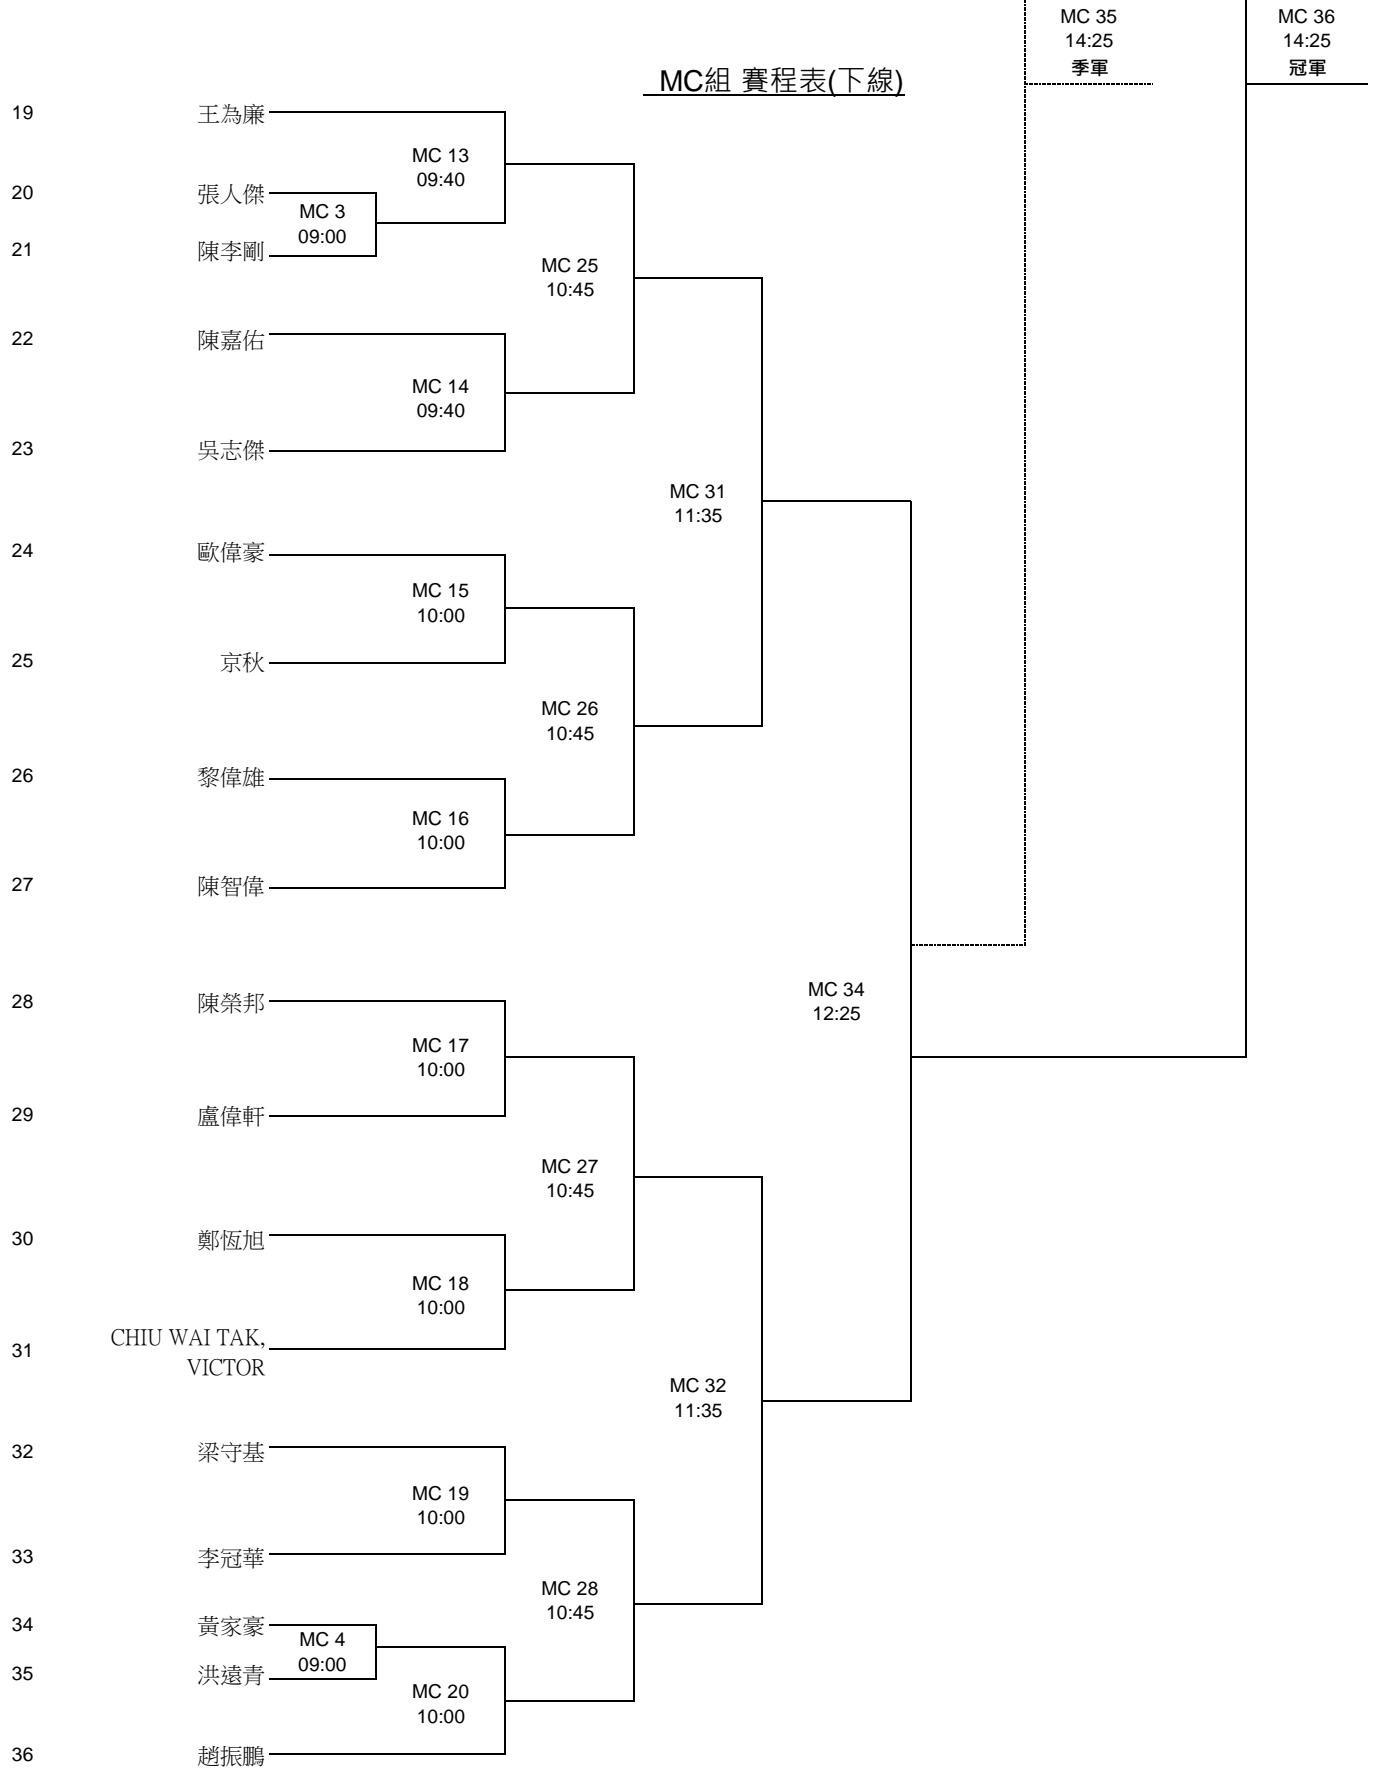 MC 35
14:25
季軍
MC 36
14:25
冠軍
MC組 賽程表(下線)
19 王為廉
MC 13
09:40
20 張人傑
MC 3
09:00
21 陳李剛
MC 25
10:45
22 陳嘉佑
MC 14
09:40
23 吳志傑
MC 31
11:35
24 歐偉豪
MC 15
10:00
25 京秋
MC 26
10:45
26 黎偉雄
MC 16
10:00
27 陳智偉
MC 34
12:25
28 陳榮邦
MC 17
10:00
29 盧偉軒
MC 27
10:45
30 鄭恆旭
MC 18
10:00
31 CHIU WAI TAK,
VICTOR
MC 32
11:35
32 梁守基
MC 19
10:00
33 李冠華
MC 28
10:45
34 黃家豪
MC 4
09:00
35 洪遠青
MC 20
10:00
36 趙振鵬